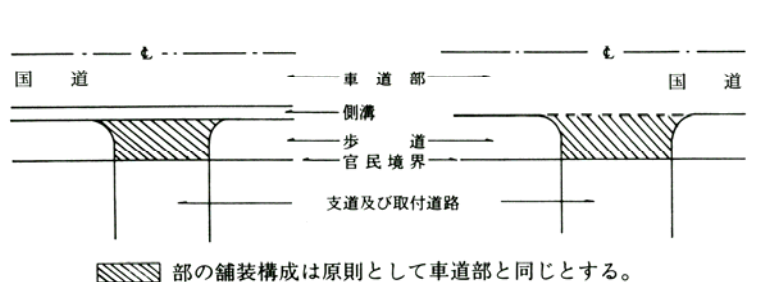 ℄ ℄
国道 車道部 国道
側溝
歩道
官民境界
支道及び取付道路
部の舗装構成は原則として車道部と同じとする。